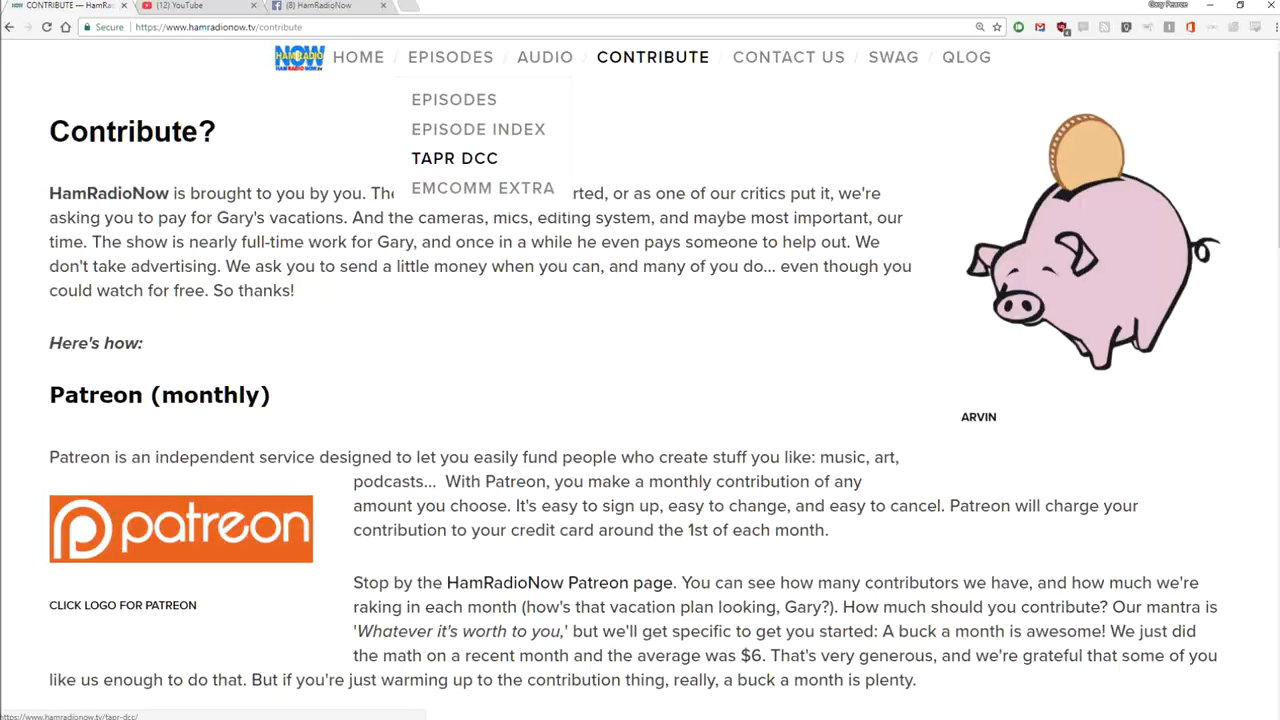 CONTRIBUTE — HamRa
(12) YouTube
(8) HamRadioNow
Gary Pearce
Secure
https://www.hamradionow.tv/contribute
HAM RADIO
NOW
HAMRADIONOW.tv
HOME / EPISODES / AUDIO / CONTRIBUTE / CONTACT US / SWAG / QLOG
EPISODES
EPISODE INDEX
TAPR DCC
EMCOMM EXTRA
Contribute?
HamRadioNow is brought to you by you. The rted, or as one of our critics put it, we're
asking you to pay for Gary's vacations. And the cameras, mics, editing system, and maybe most important, our
time. The show is nearly full-time work for Gary, and once in a while he even pays someone to help out. We
don't take advertising. We ask you to send a little money when you can, and many of you do... even though you
could watch for free. So thanks!
Here's how:
Patreon (monthly)
ARVIN
Patreon is an independent service designed to let you easily fund people who create stuff you like: music, art,
podcasts... With Patreon, you make a monthly contribution of any
amount you choose. It's easy to sign up, easy to change, and easy to cancel. Patreon will charge your
contribution to your credit card around the 1st of each month.
patreon
CLICK LOGO FOR PATREON
Stop by the HamRadioNow Patreon page. You can see how many contributors we have, and how much we're
raking in each month (how's that vacation plan looking, Gary?). How much should you contribute? Our mantra is
'Whatever it's worth to you,' but we'll get specific to get you started: A buck a month is awesome! We just did
the math on a recent month and the average was $6. That's very generous, and we're grateful that some of you
like us enough to do that. But if you're just warming up to the contribution thing, really, a buck a month is plenty.
https://www.hamradionow.tv/tapr-dcc/